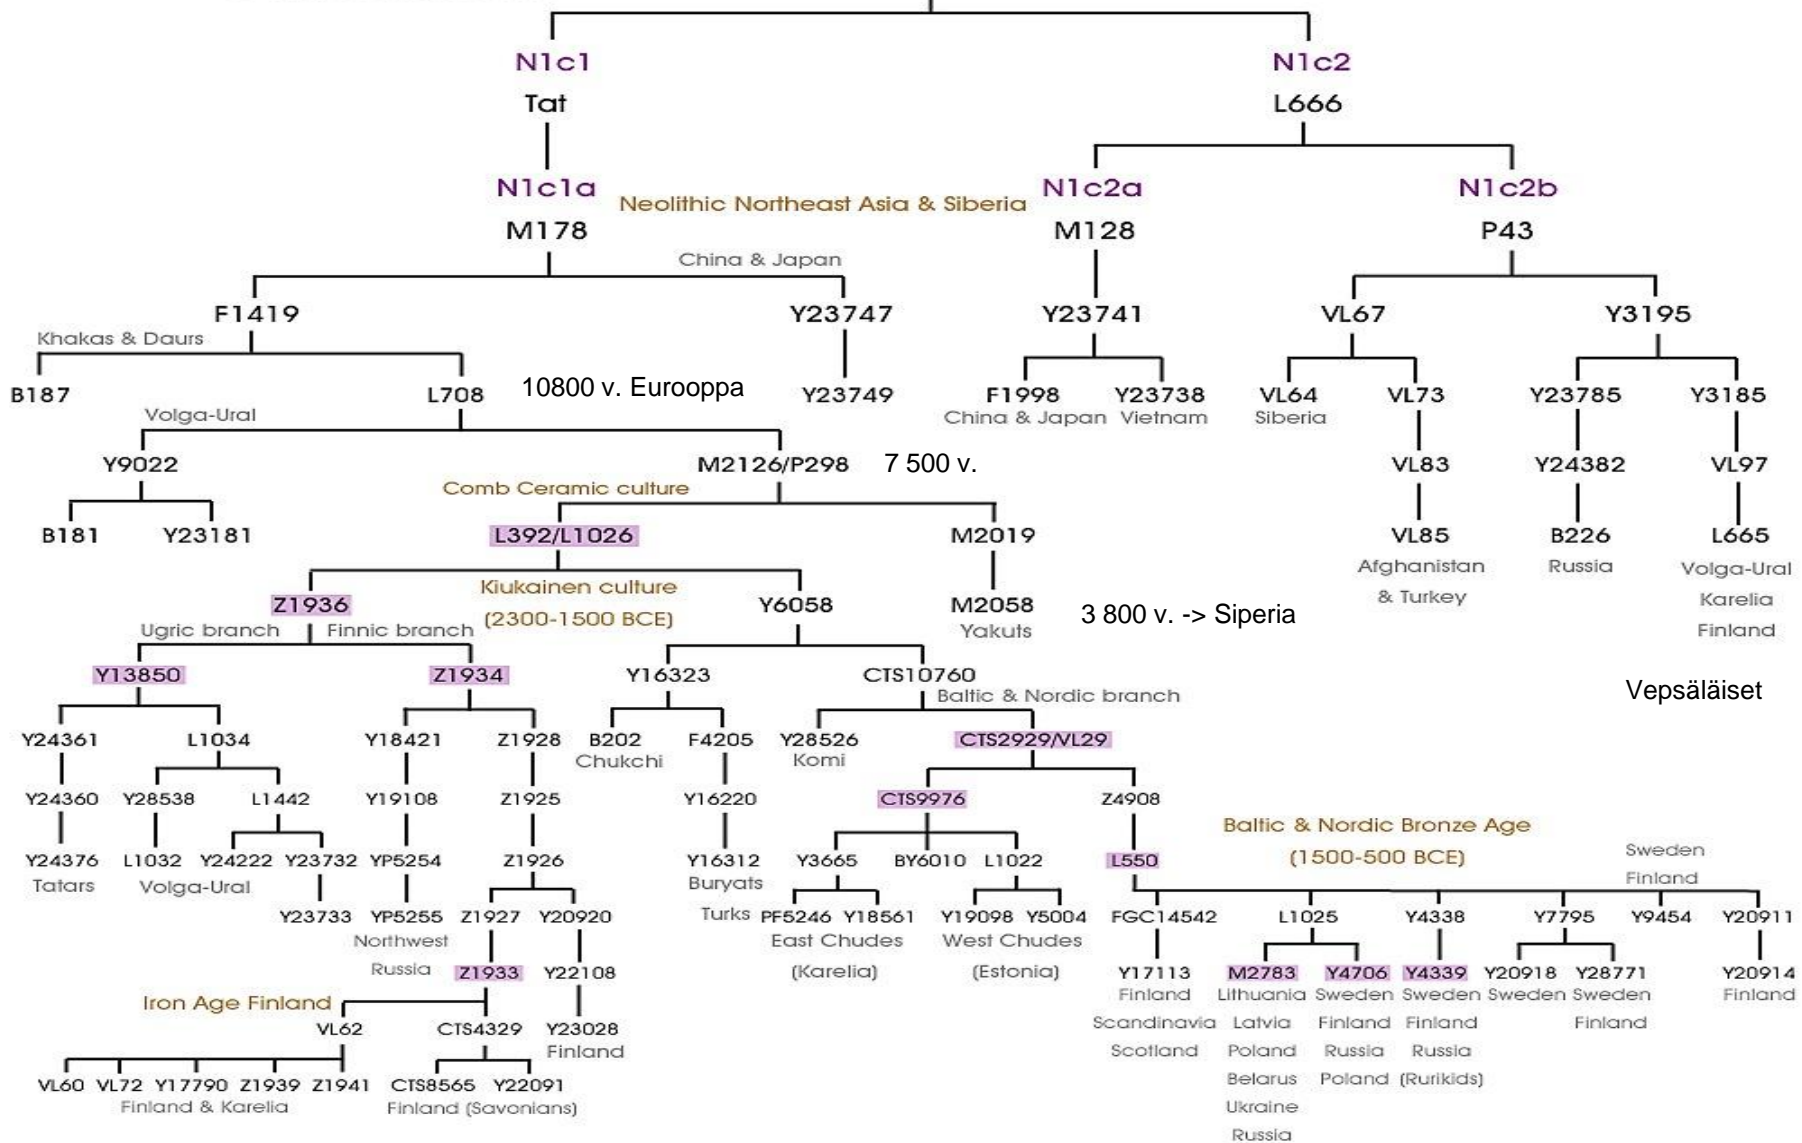 N1c1 N1c2
Tat L666
N1c1a N1c2a N1c2b
Neolithic Northeast Asia & Siberia
M178 M128 P43
China & Japan
F1419 Y23747 Y23741 VL67 Y3195
Khakas & Daurs
B187 L708 10800 v. Eurooppa Y23749 F1998 Y23738 VL64 VL73 Y23785 Y3185
Volga-Ural China & Japan Vietnam Siberia
Y9022 M2126/P298 7 500 v. VL83 Y24382 VL97
Comb Ceramic culture
B181 Y23181 L392/L1026 M2019 VL85 B226 L665
Afghanistan Russia Volga-Ural
Kiukainen culture
& Turkey Karelia
Z1936 Y6058 M2058 3 800 v. -> Siperia
(2300-1500 BCE)
Ugric branch Finnic branch Yakuts Finland
Y13850 Z1934 Y16323 CTS10760
Baltic & Nordic branch Vepsäläiset
Y24361 L1034 Y18421 Z1928 B202 F4205 Y28526 CTS2929/VL29
Chukchi Komi
Y24360 Y28538 L1442 Y19108 Z1925 Y16220 CTS9976 Z4908
Baltic & Nordic Bronze Age
(1500-500 BCE) Sweden
Y24376 L1032 Y24222 Y23732 YP5254 Z1926 Y16312 Y3665 BY6010 L1022 L550
Tatars Volga-Ural Buryats Finland
Y23733 YP5255 Z1927 Y20920 Turks PF5246 Y18561 Y19098 Y5004 FGC14542 L1025 Y4338 Y7795 Y9454 Y20911
Northwest East Chudes West Chudes
Russia Z1933 Y22108 (Karelia) (Estonia) Y17113 M2783 Y4706 Y4339 Y20918 Y28771 Y20914
Finland Lithuania Sweden Sweden Sweden Sweden Finland
Iron Age Finland
VL62 CTS4329 Y23028 Scandinavia Latvia Finland Finland Finland
Finland Scotland Poland Russia Russia
VL60 VL72 Y17790 Z1939 Z1941 CTS8565 Y22091 Belarus Poland (Rurikids)
Finland & Karelia Finland (Savonians) Ukraine
Russia